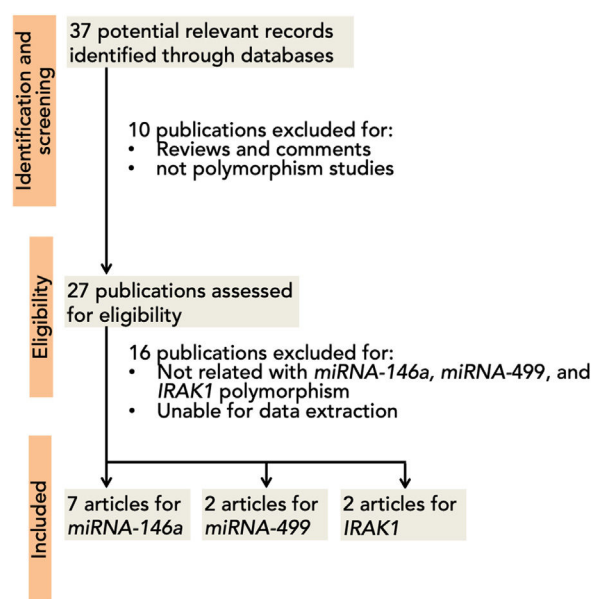 Identification and
screening
37 potential relevant records
identified through databases
10 publications excluded for:
• Reviews and comments
• not polymorphism studies
Eligibility
27 publications assessed
for eligibility
16 publications excluded for:
• Not related with miRNA-146a, miRNA-499, and
IRAK1 polymorphism
• Unable for data extraction
Included
7 articles for
miRNA-146a
2 articles for
miRNA-499
2 articles for
IRAK1